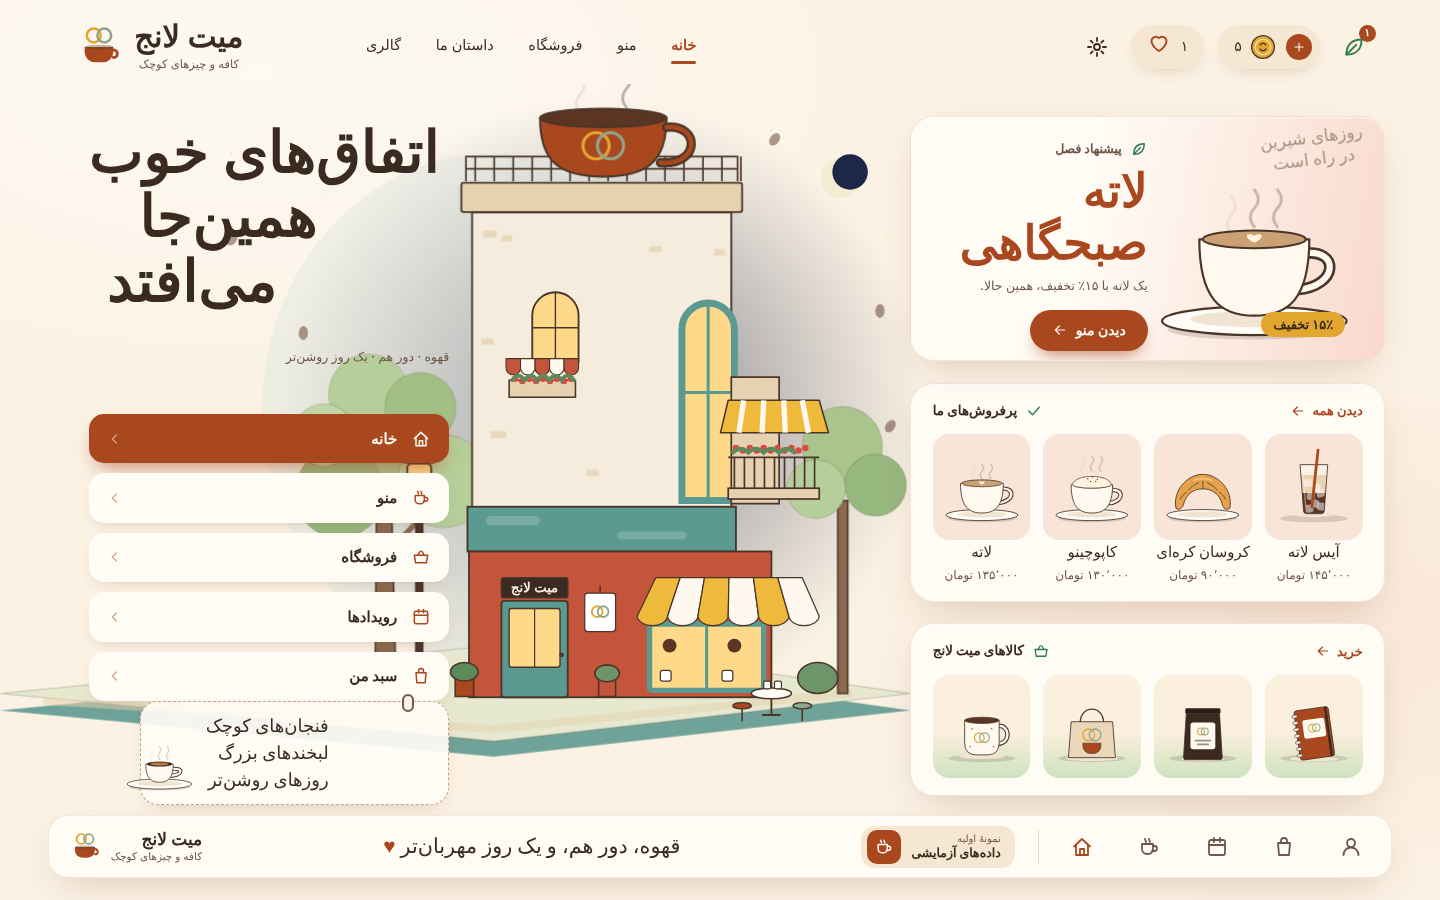 میت لانج
کافه و چیزهای کوچک
خانه
منو
فروشگاه
داستان ما
گالری
۱
۵
۱
اتفاق‌های خوب
همین‌جا
می‌افتد
قهوه · دور هم · یک روز روشن‌تر
خانه
منو
فروشگاه
رویدادها
سبد من
فنجان‌های کوچک
لبخندهای بزرگ
روزهای روشن‌تر
میت لانج
روزهای شیرین
در راه است
پیشنهاد فصل
لاته
صبحگاهی
یک لاته با ۱۵٪ تخفیف، همین حالا.
دیدن منو
۱۵٪ تخفیف
پرفروش‌های ما
دیدن همه
آیس لاته
۱۴۵٬۰۰۰ تومان
کروسان کره‌ای
۹۰٬۰۰۰ تومان
کاپوچینو
۱۳۰٬۰۰۰ تومان
لاته
۱۳۵٬۰۰۰ تومان
کالاهای میت لانج
خرید
نمونهٔ اولیه
داده‌های آزمایشی
قهوه، دور هم، و یک روز مهربان‌تر ♥
میت لانج
کافه و چیزهای کوچک